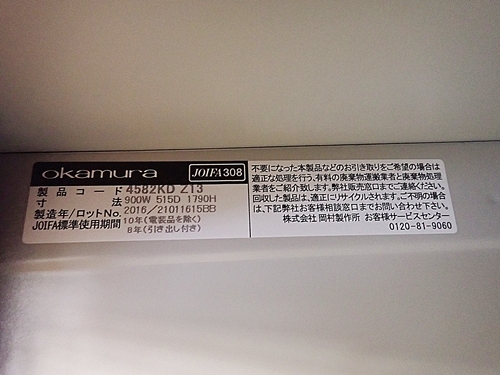 okamura JOIFA308
製品コード 4582KD Z13
寸法 900W 515D 1790H
製造年/ロットNo. 2016/21011615BB
JOIFA標準使用期間 10年(電装品を除く)
8年(引き出し付き)
不要になった本製品などのお引き取りをご希望の場合は
適正な処理を行う、有料の廃棄物運搬業者と廃棄物処理
業者をご紹介致します。弊社販売窓口までご連絡ください。
回収した製品は、適正にリサイクルされます。ご不明の場合
は、下記弊社お客様相談窓口までお問い合わせ下さい。
株式会社 岡村製作所 お客様サービスセンター
0120-81-9060